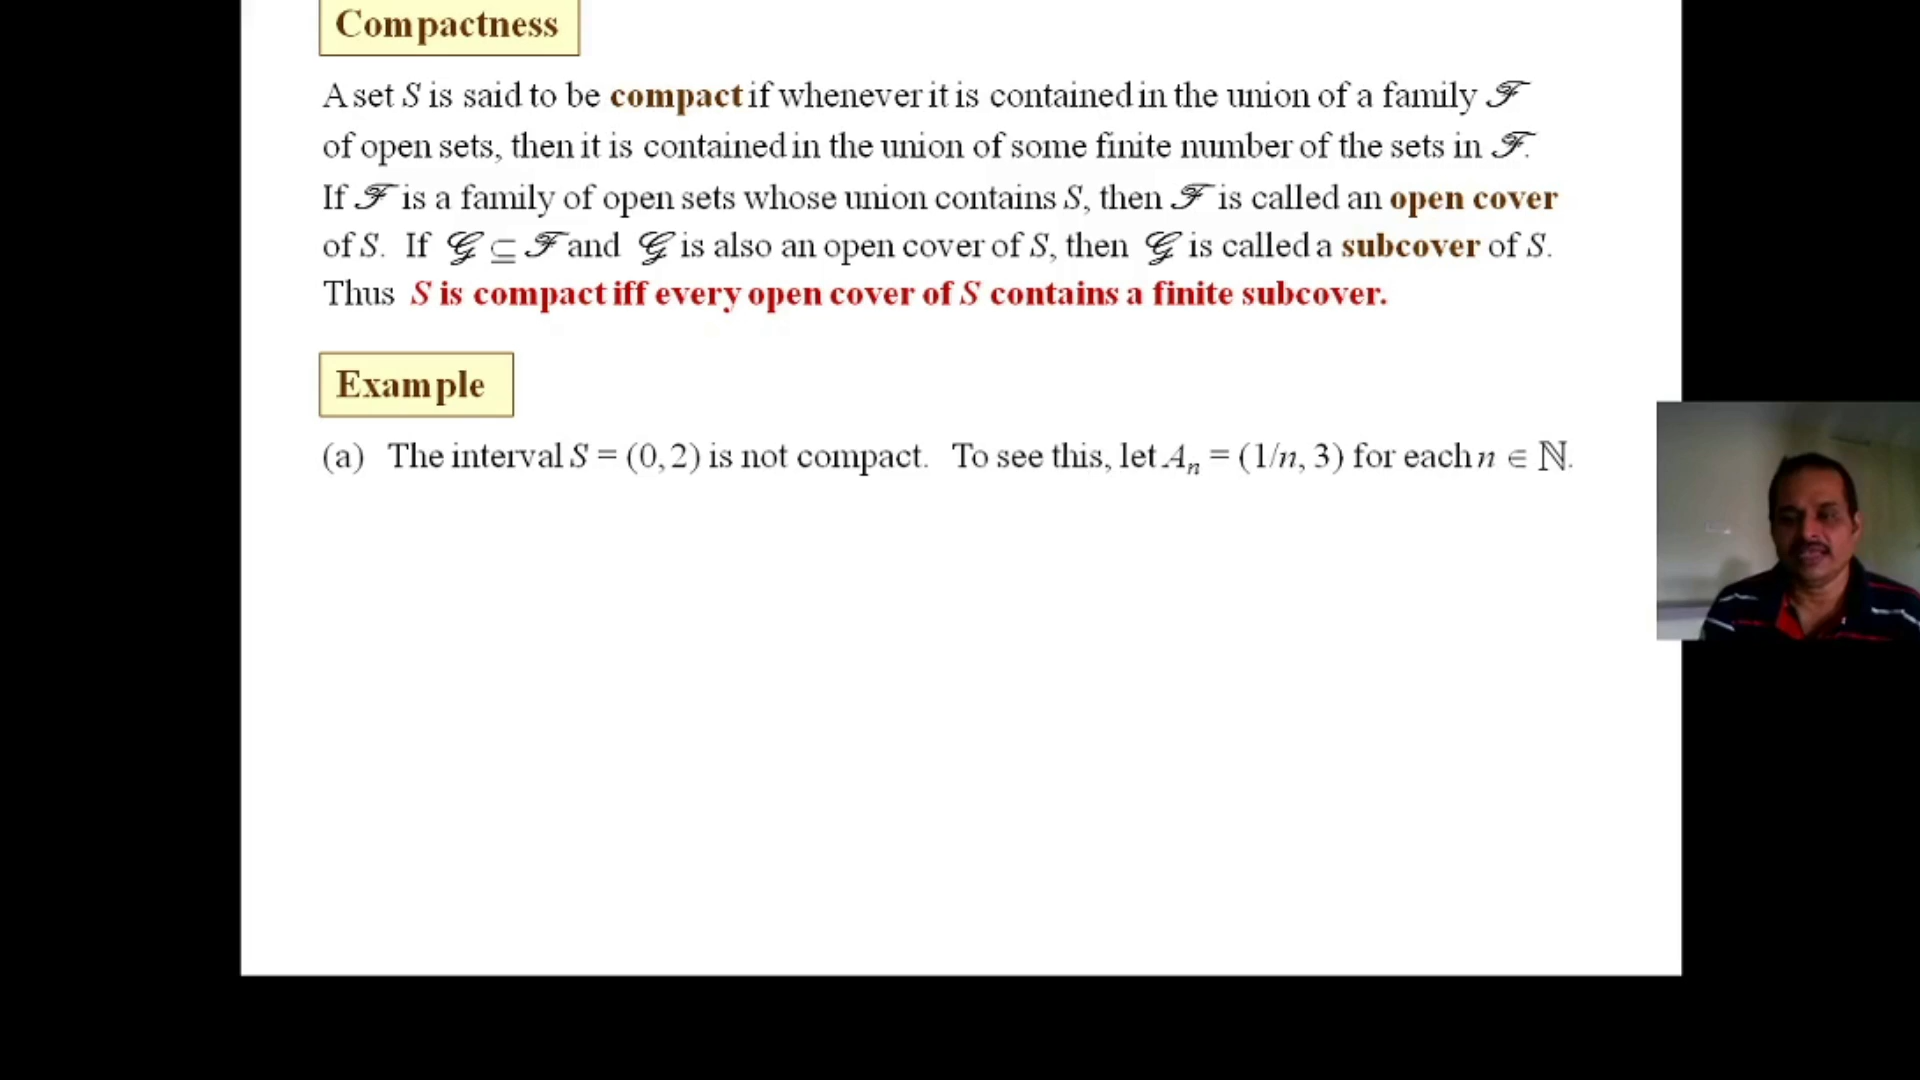 Compactness
A set S is said to be compact if whenever it is contained in the union of a family ℱ
of open sets, then it is contained in the union of some finite number of the sets in ℱ.
If ℱ is a family of open sets whose union contains S, then ℱ is called an open cover
of S. If 𝒢 ⊆ ℱ and 𝒢 is also an open cover of S, then 𝒢 is called a subcover of S.
Thus S is compact iff every open cover of S contains a finite subcover.
Example
(a) The interval S = (0, 2) is not compact. To see this, let Aₙ = (1/n, 3) for each n ∈ ℕ.